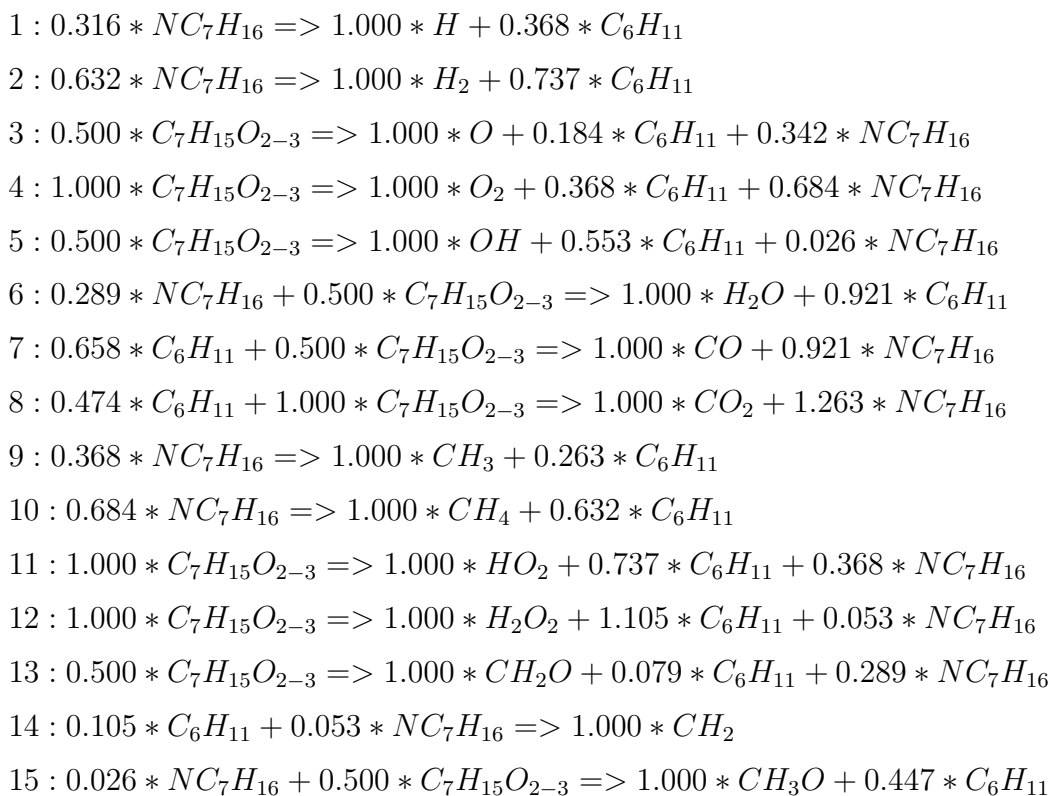 1 : 0.316 * NC₇H₁₆ => 1.000 * H + 0.368 * C₆H₁₁
2 : 0.632 * NC₇H₁₆ => 1.000 * H₂ + 0.737 * C₆H₁₁
3 : 0.500 * C₇H₁₅O₂₋₃ => 1.000 * O + 0.184 * C₆H₁₁ + 0.342 * NC₇H₁₆
4 : 1.000 * C₇H₁₅O₂₋₃ => 1.000 * O₂ + 0.368 * C₆H₁₁ + 0.684 * NC₇H₁₆
5 : 0.500 * C₇H₁₅O₂₋₃ => 1.000 * OH + 0.553 * C₆H₁₁ + 0.026 * NC₇H₁₆
6 : 0.289 * NC₇H₁₆ + 0.500 * C₇H₁₅O₂₋₃ => 1.000 * H₂O + 0.921 * C₆H₁₁
7 : 0.658 * C₆H₁₁ + 0.500 * C₇H₁₅O₂₋₃ => 1.000 * CO + 0.921 * NC₇H₁₆
8 : 0.474 * C₆H₁₁ + 1.000 * C₇H₁₅O₂₋₃ => 1.000 * CO₂ + 1.263 * NC₇H₁₆
9 : 0.368 * NC₇H₁₆ => 1.000 * CH₃ + 0.263 * C₆H₁₁
10 : 0.684 * NC₇H₁₆ => 1.000 * CH₄ + 0.632 * C₆H₁₁
11 : 1.000 * C₇H₁₅O₂₋₃ => 1.000 * HO₂ + 0.737 * C₆H₁₁ + 0.368 * NC₇H₁₆
12 : 1.000 * C₇H₁₅O₂₋₃ => 1.000 * H₂O₂ + 1.105 * C₆H₁₁ + 0.053 * NC₇H₁₆
13 : 0.500 * C₇H₁₅O₂₋₃ => 1.000 * CH₂O + 0.079 * C₆H₁₁ + 0.289 * NC₇H₁₆
14 : 0.105 * C₆H₁₁ + 0.053 * NC₇H₁₆ => 1.000 * CH₂
15 : 0.026 * NC₇H₁₆ + 0.500 * C₇H₁₅O₂₋₃ => 1.000 * CH₃O + 0.447 * C₆H₁₁